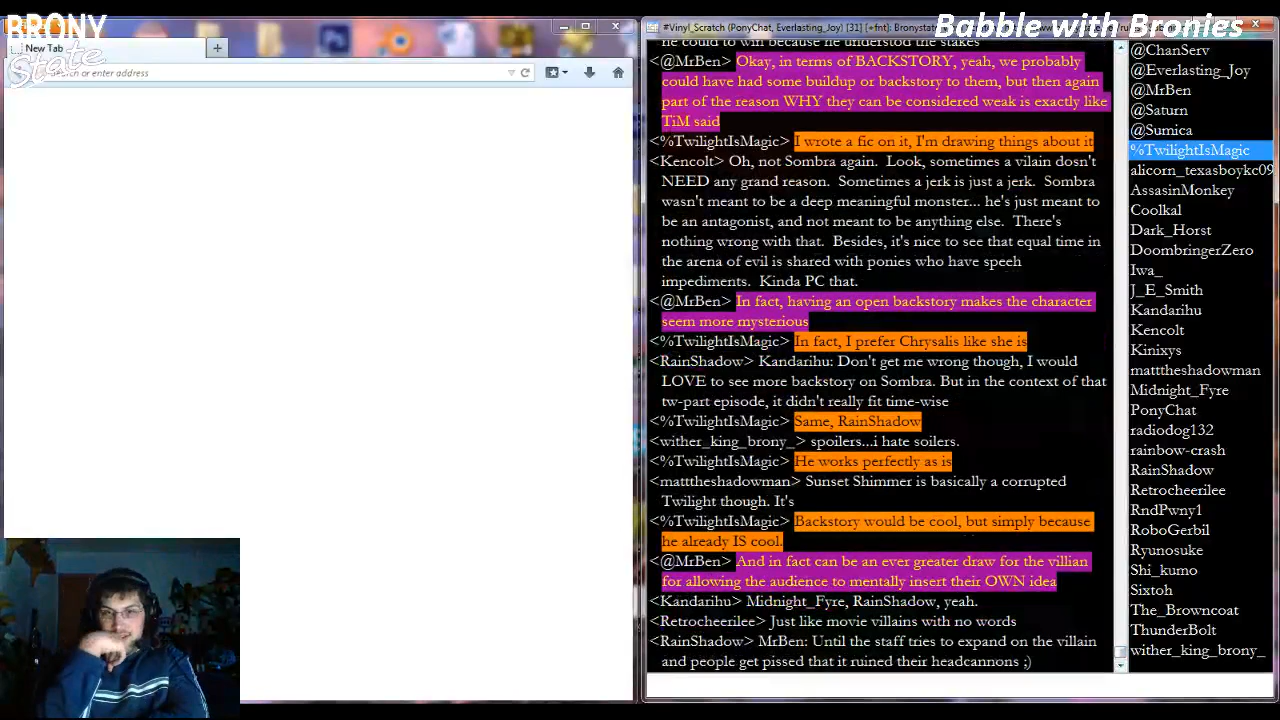 BRONY
State
New Tab
search or enter address
#Vinyl_Scratch (PonyChat, Everlasting_Joy) [31] [+fnt]: Bronystate
Babble with Bronies
he could to win because he understood the stakes
<@MrBen> Okay, in terms of BACKSTORY, yeah, we probably
could have had some buildup or backstory to them, but then again
part of the reason WHY they can be considered weak is exactly like
TiM said
<%TwilightIsMagic> I wrote a fic on it, I'm drawing things about it
<Kencolt> Oh, not Sombra again.  Look, sometimes a vilain dosn't
NEED any grand reason.  Sometimes a jerk is just a jerk.  Sombra
wasn't meant to be a deep meaningful monster... he's just meant to
be an antagonist, and not meant to be anything else.  There's
nothing wrong with that.  Besides, it's nice to see that equal time in
the arena of evil is shared with ponies who have speeh
impediments.  Kinda PC that.
<@MrBen> In fact, having an open backstory makes the character
seem more mysterious
<%TwilightIsMagic> In fact, I prefer Chrysalis like she is
<RainShadow> Kandarihu: Don't get me wrong though, I would
LOVE to see more backstory on Sombra. But in the context of that
tw-part episode, it didn't really fit time-wise
<%TwilightIsMagic> Same, RainShadow
<wither_king_brony_> spoilers...i hate soilers.
<%TwilightIsMagic> He works perfectly as is
<matttheshadowman> Sunset Shimmer is basically a corrupted
Twilight though. It's
<%TwilightIsMagic> Backstory would be cool, but simply because
he already IS cool.
<@MrBen> And in fact can be an ever greater draw for the villian
for allowing the audience to mentally insert their OWN idea
<Kandarihu> Midnight_Fyre, RainShadow, yeah.
<Retrocheerilee> Just like movie villains with no words
<RainShadow> MrBen: Until the staff tries to expand on the villain
and people get pissed that it ruined their headcannons ;)
@ChanServ
@Everlasting_Joy
@MrBen
@Saturn
@Sumica
%TwilightIsMagic
alicorn_texasboykc09
AssasinMonkey
Coolkal
Dark_Horst
DoombringerZero
Iwa_
J_E_Smith
Kandarihu
Kencolt
Kinixys
matttheshadowman
Midnight_Fyre
PonyChat
radiodog132
rainbow-crash
RainShadow
Retrocheerilee
RndPwny1
RoboGerbil
Ryunosuke
Shi_kumo
Sixtoh
The_Browncoat
ThunderBolt
wither_king_brony_